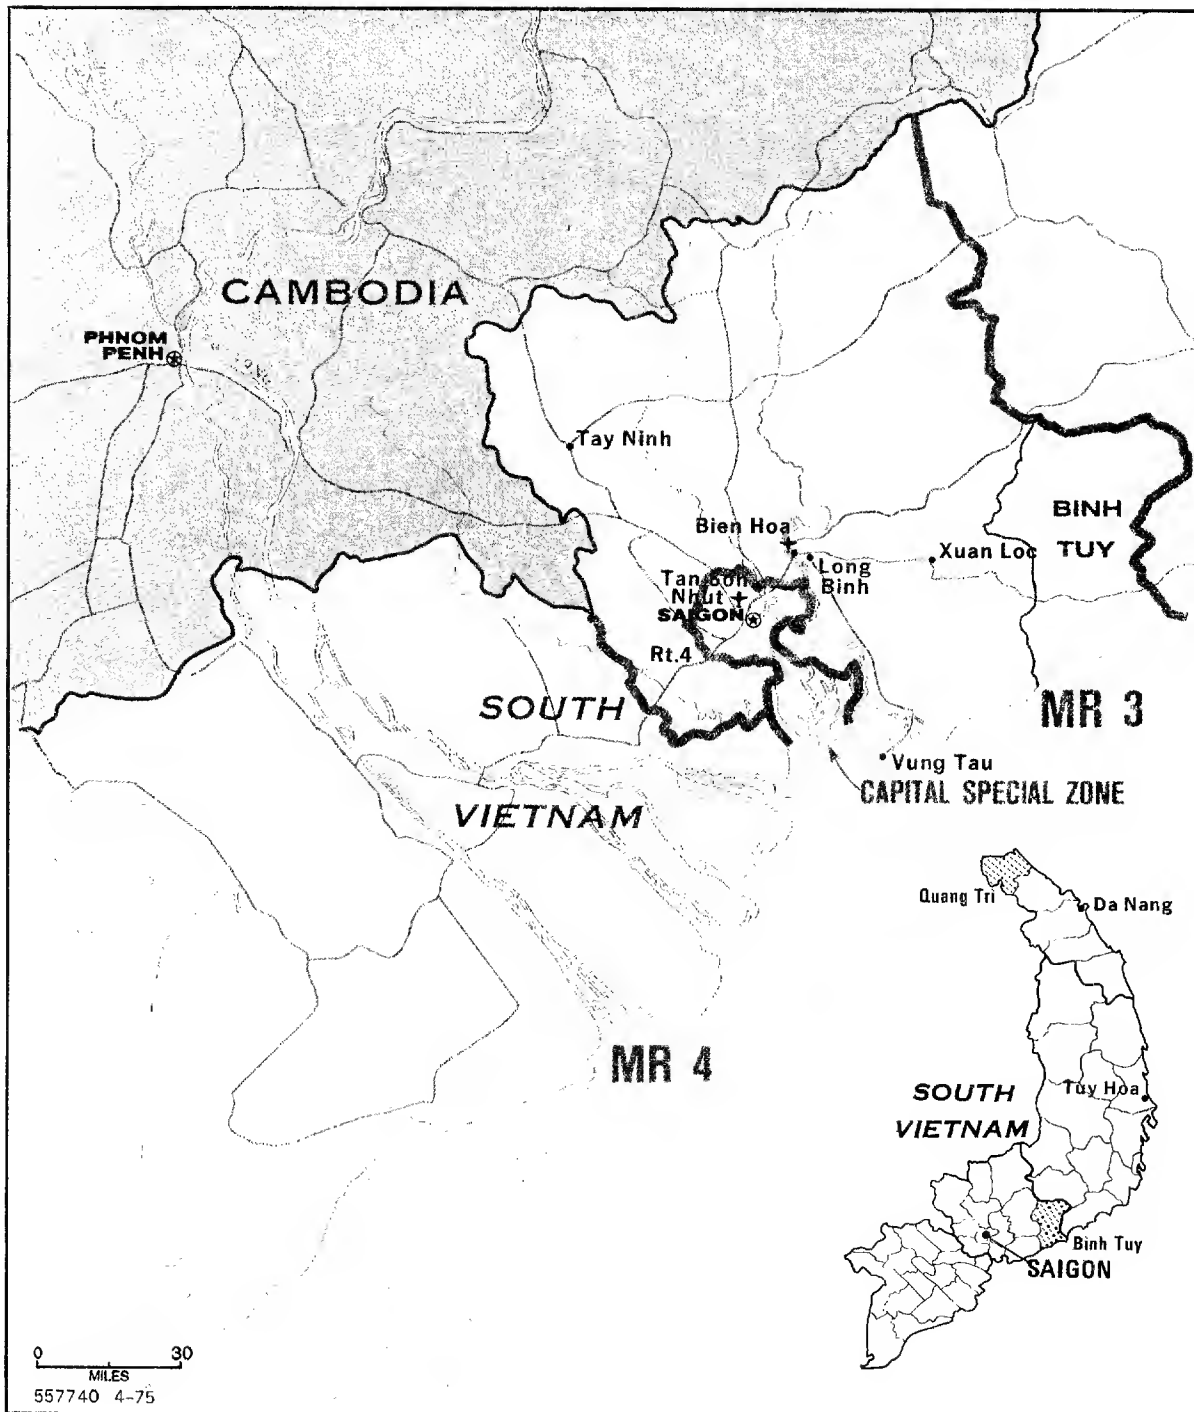 CAMBODIA
PHNOM
PENH
Tay Ninh
BINH
TUY
Bien Hoa
Xuan Loc
Long
Binh
Tan Son
Nhut
SAIGON
Rt.4
SOUTH
VIETNAM
MR 3
Vung Tau
CAPITAL SPECIAL ZONE
MR 4
Quang Tri
Da Nang
SOUTH
VIETNAM
Tuy Hoa
Binh Tuy
SAIGON
0 30
MILES
557740 4-75